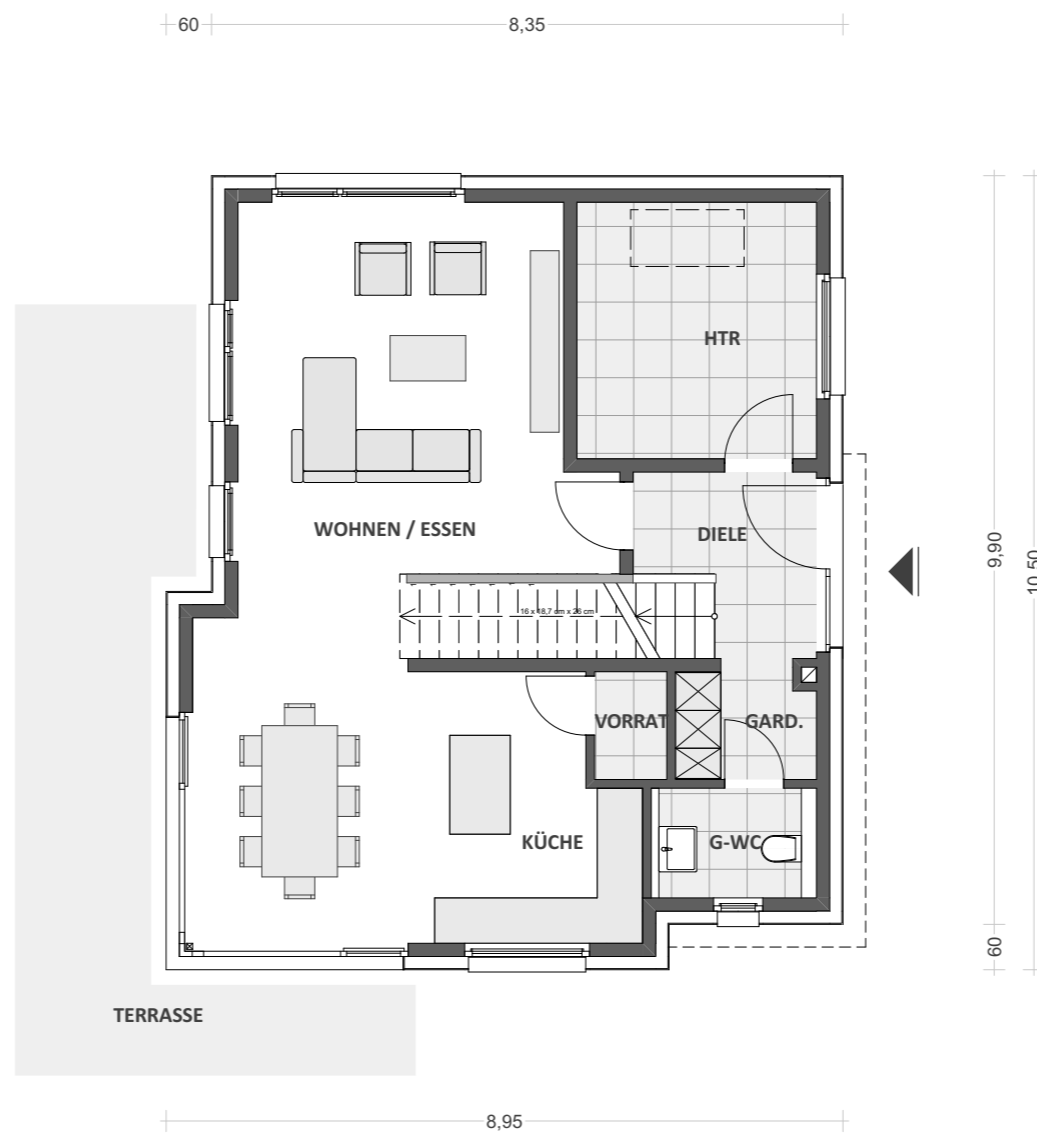 60
8,35
HTR
WOHNEN / ESSEN
DIELE
9,90
10,50
16 x 18,7 cm x 26 cm
VORRAT
GARD.
KÜCHE
G-WC
60
TERRASSE
8,95